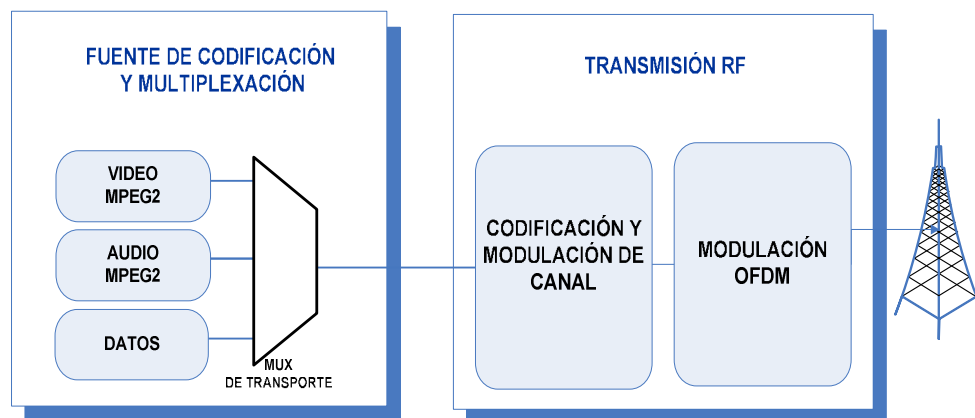 FUENTE DE CODIFICACIÓN
Y MULTIPLEXACIÓN
VIDEO
MPEG2
AUDIO
MPEG2
DATOS
MUX
DE TRANSPORTE
TRANSMISIÓN RF
CODIFICACIÓN Y
MODULACIÓN DE
CANAL
MODULACIÓN
OFDM